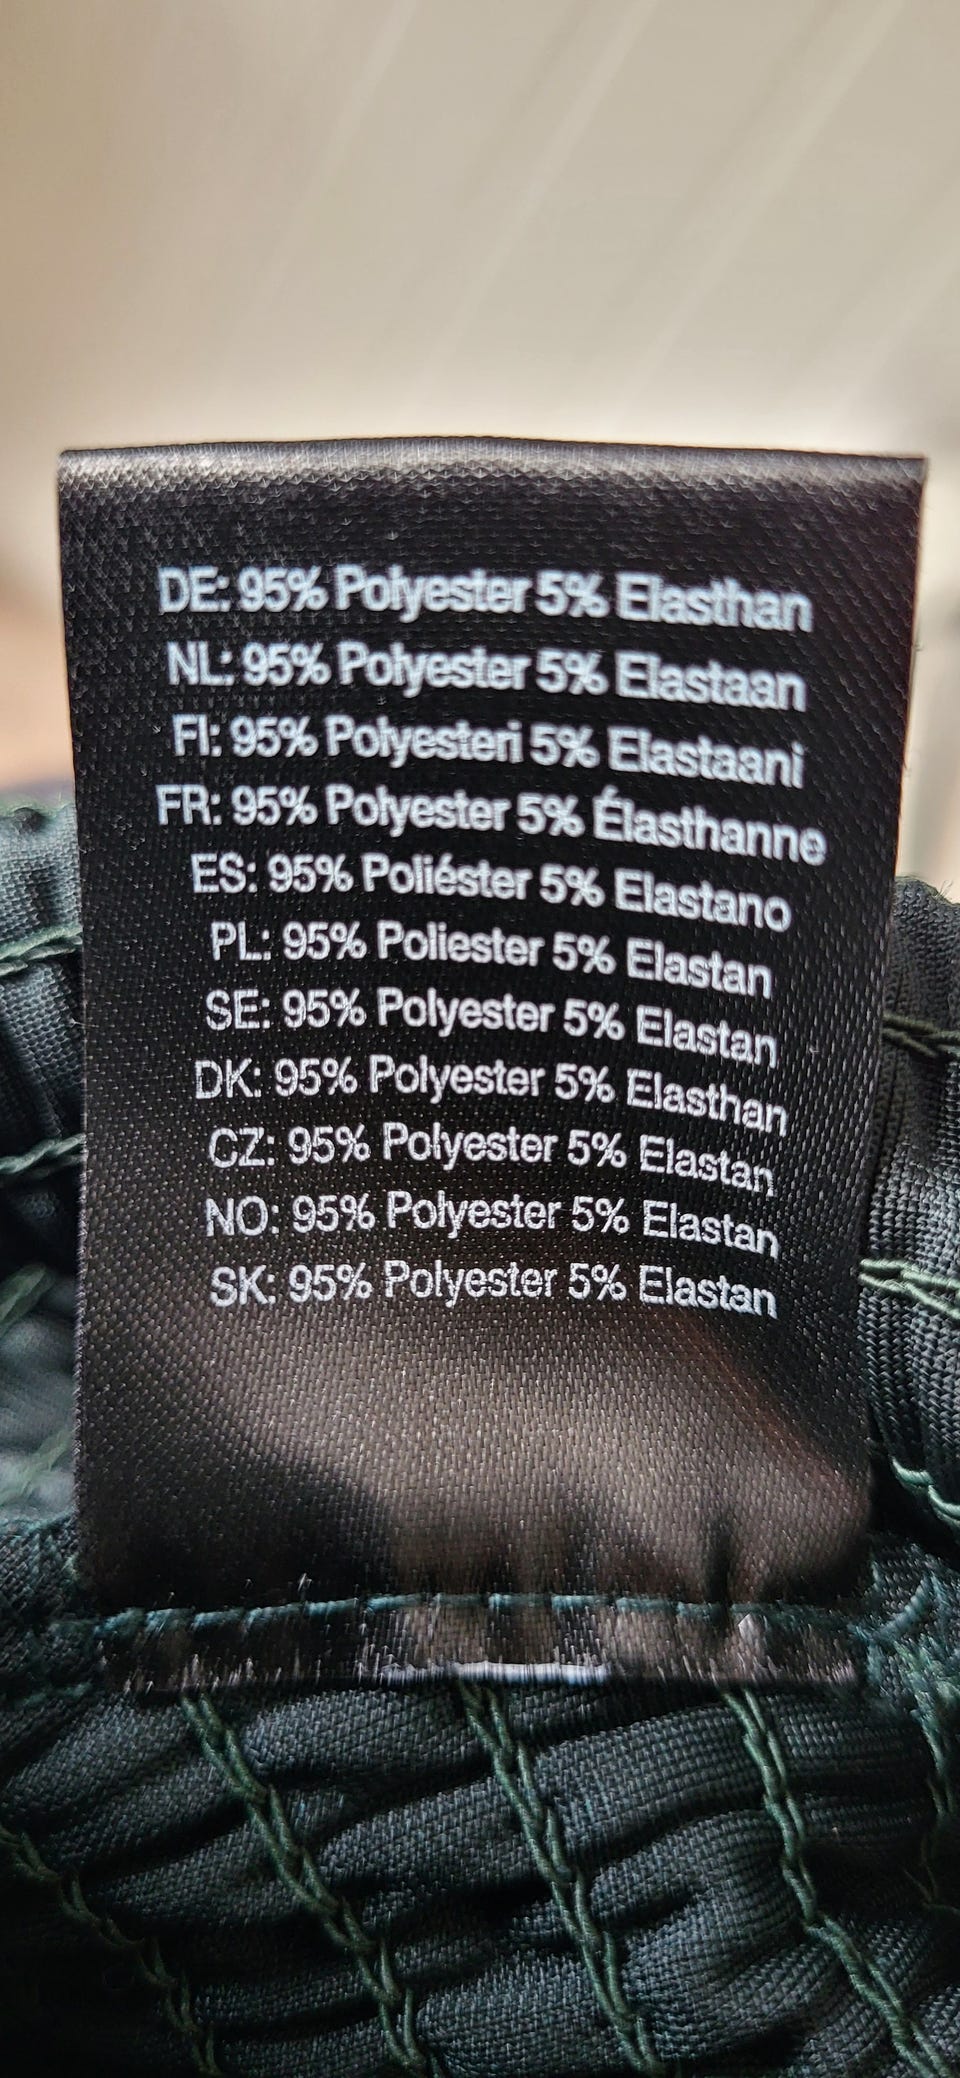 DE: 95% Polyester 5% Elasthan
NL: 95% Polyester 5% Elastaan
FI: 95% Polyesteri 5% Elastaani
FR: 95% Polyester 5% Élasthanne
ES: 95% Poliéster 5% Elastano
PL: 95% Poliester 5% Elastan
SE: 95% Polyester 5% Elastan
DK: 95% Polyester 5% Elasthan
CZ: 95% Polyester 5% Elastan
NO: 95% Polyester 5% Elastan
SK: 95% Polyester 5% Elastan